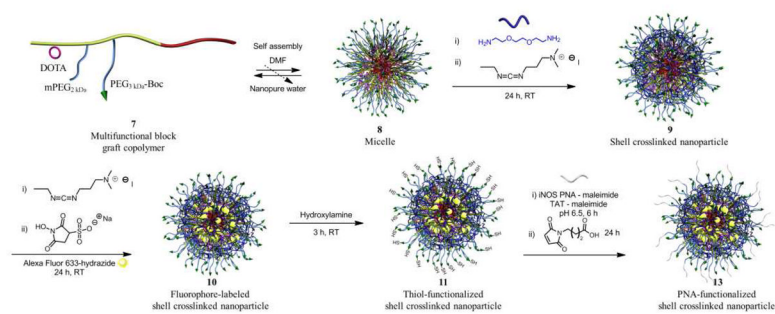 DOTA
mPEG2 kDa
PEG3 kDa-Boc
7
Multifunctional block
graft copolymer
Self assembly
DMF
Nanopure water
8
Micelle
i)
H2N
O
O
NH2
ii)
N=C=N
N
⊕
⊖
I
24 h, RT
9
Shell crosslinked nanoparticle
i)
N=C=N
N
⊕
⊖
I
ii)
HO-N
O
O
S
O
O
O
⊖
⊕
Na
Alexa Fluor 633-hydrazide
24 h, RT
10
Fluorophore-labeled
shell crosslinked nanoparticle
Hydroxylamine
3 h, RT
SH
HS
11
Thiol-functionalized
shell crosslinked nanoparticle
i) iNOS PNA - maleimide
TAT - maleimide
pH 6.5, 6 h
ii)
O
N
O
2
O
OH
24 h
13
PNA-functionalized
shell crosslinked nanoparticle